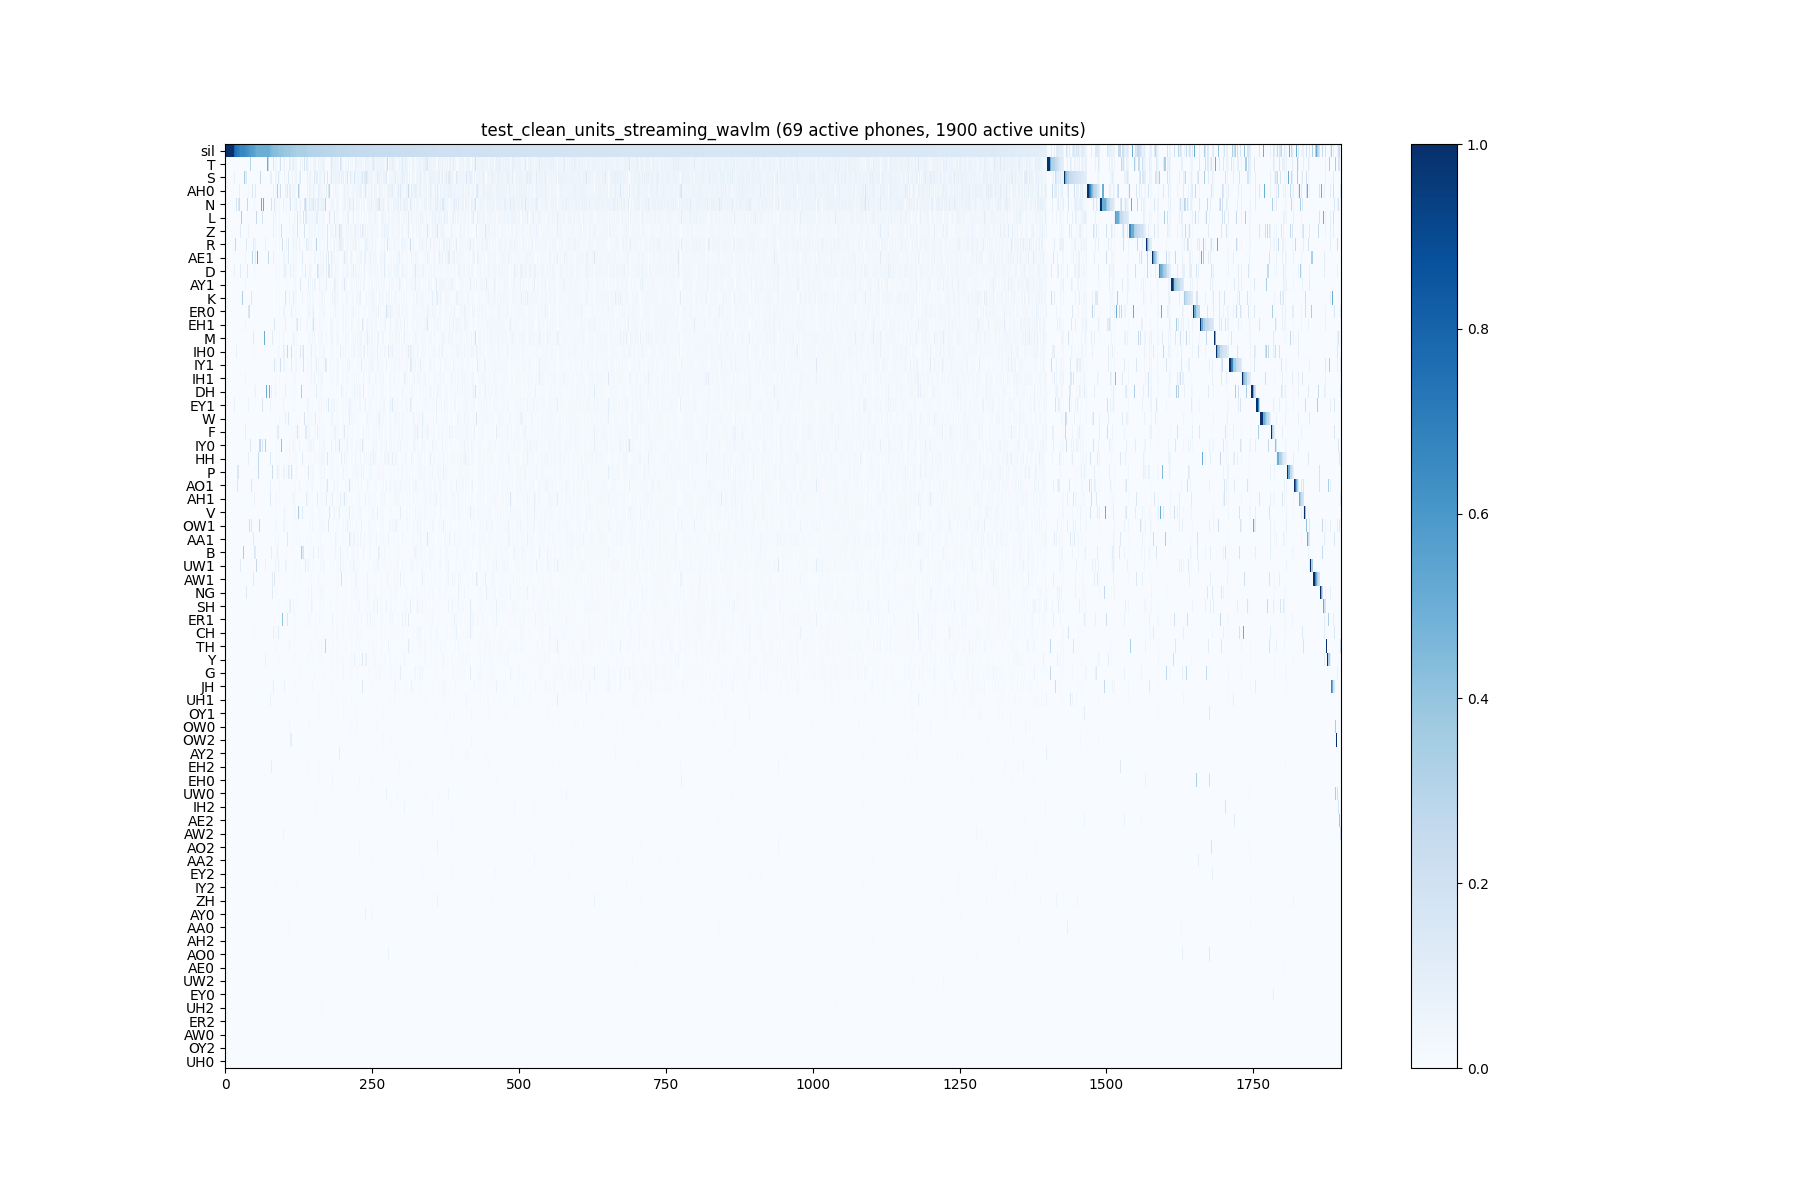 test_clean_units_streaming_wavlm (69 active phones, 1900 active units)
sil
T
S
AH0
N
L
Z
R
AE1
D
AY1
K
ER0
EH1
M
IH0
IY1
IH1
DH
EY1
W
F
IY0
HH
P
AO1
AH1
V
OW1
AA1
B
UW1
AW1
NG
SH
ER1
CH
TH
Y
G
JH
UH1
OY1
OW0
OW2
AY2
EH2
EH0
UW0
IH2
AE2
AW2
AO2
AA2
EY2
IY2
ZH
AY0
AA0
AH2
AO0
AE0
UW2
EY0
UH2
ER2
AW0
OY2
UH0
0 250 500 750 1000 1250 1500 1750
1.0
0.8
0.6
0.4
0.2
0.0